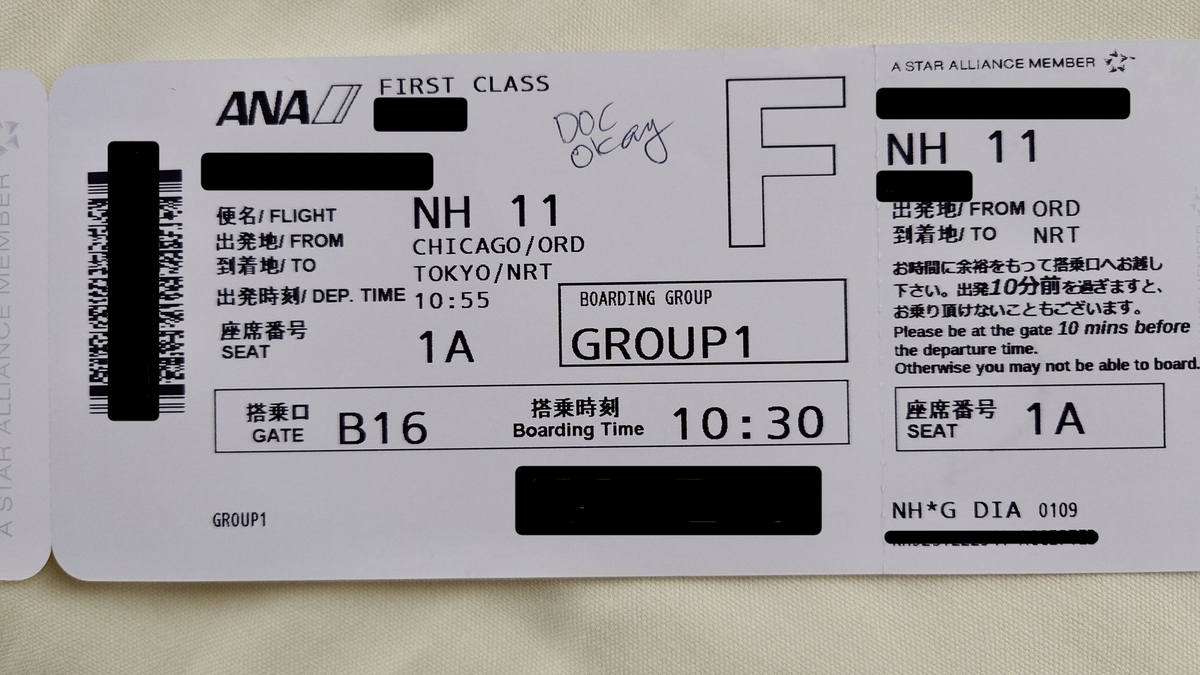 A STAR ALLIANCE MEMBER
ANA
FIRST CLASS
DOC
Okay
F
便名/ FLIGHT NH 11
出発地/ FROM CHICAGO/ORD
到着地/ TO TOKYO/NRT
出発時刻/ DEP. TIME 10:55
座席番号
SEAT 1A
BOARDING GROUP
GROUP1
搭乗口
GATE B16
搭乗時刻
Boarding Time 10:30
GROUP1
A STAR ALLIANCE MEMBER
NH 11
出発地/ FROM ORD
到着地/ TO NRT
お時間に余裕をもって搭乗口へお越し
下さい。出発10分前を過ぎますと、
お乗り頂けないこともございます。
Please be at the gate 10 mins before
the departure time.
Otherwise you may not be able to board.
座席番号
SEAT 1A
NH*G DIA 0109